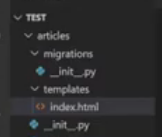 TEST
articles
migrations
__init__.py
templates
index.html
__init__.py